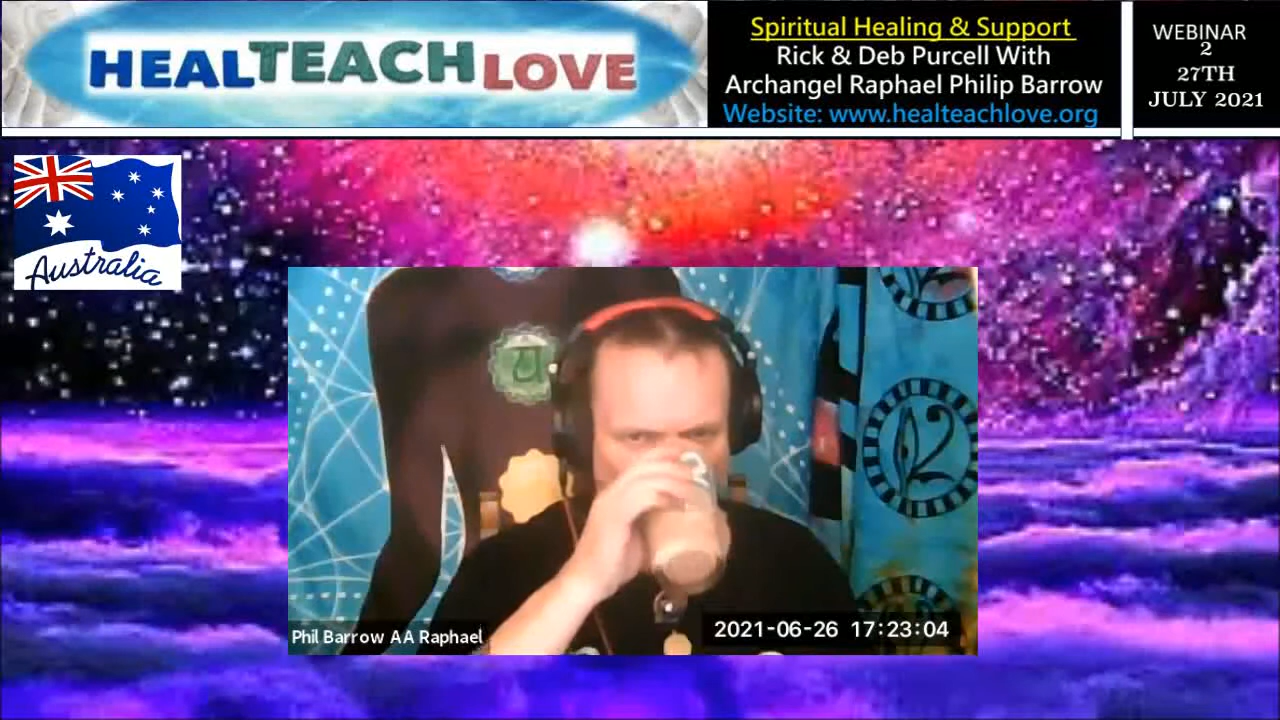 HEALTEACHLOVE
Spiritual Healing & Support
Rick & Deb Purcell With
Archangel Raphael Philip Barrow
Website: www.healteachlove.org
WEBINAR
2
27TH
JULY 2021
Australia
Phil Barrow AA Raphael
2021-06-26 17:23:04